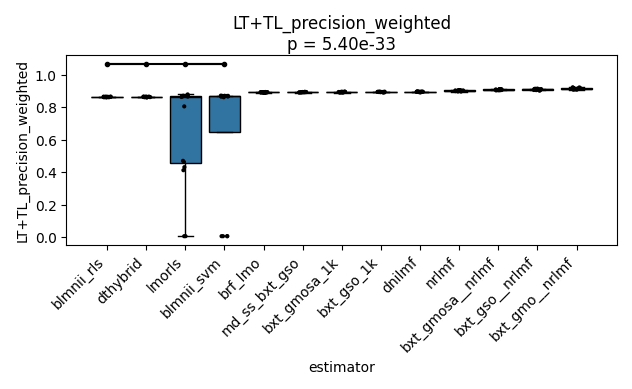 LT+TL_precision_weighted
p = 5.40e-33
LT+TL_precision_weighted
1.0
0.8
0.6
0.4
0.2
0.0
blmnii_rls
dthybrid
lmorls
blmnii_svm
brf_lmo
md_ss_bxt_gso
bxt_gmosa_1k
bxt_gso_1k
dnilmf
nrlmf
bxt_gmosa__nrlmf
bxt_gso__nrlmf
bxt_gmo__nrlmf
estimator